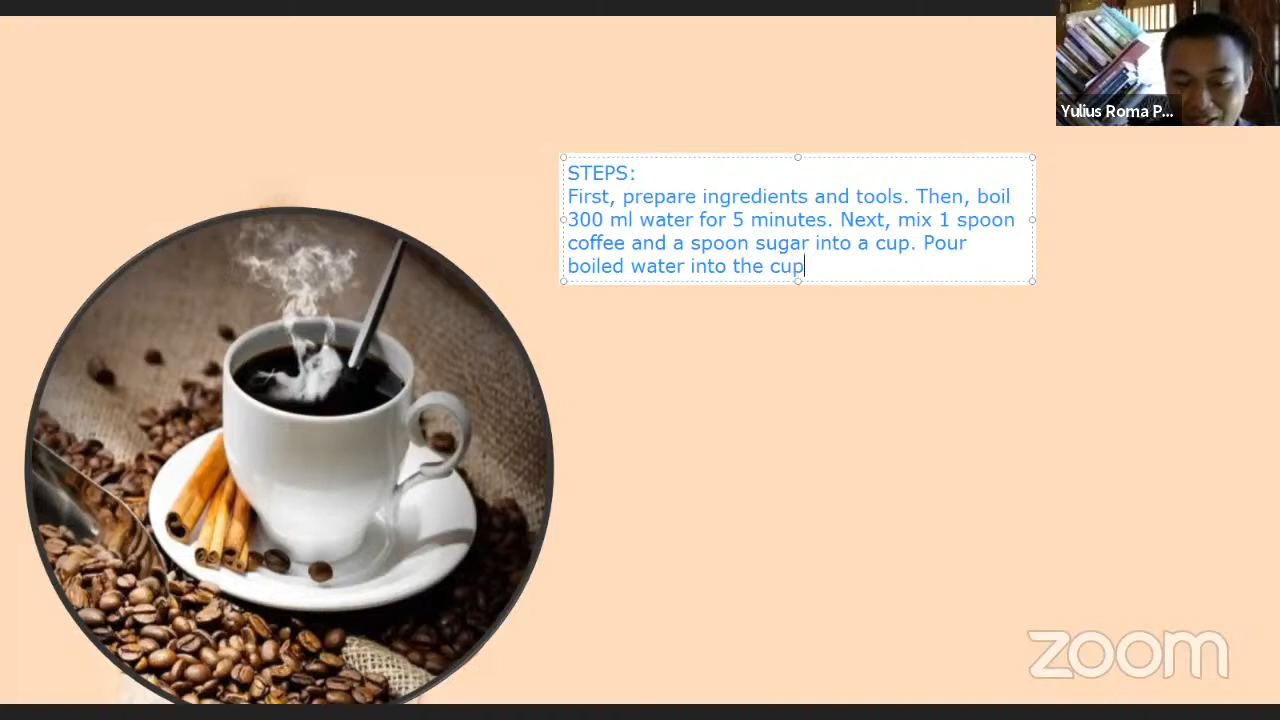 Yulius Roma P...
STEPS:
First, prepare ingredients and tools. Then, boil
300 ml water for 5 minutes. Next, mix 1 spoon
coffee and a spoon sugar into a cup. Pour
boiled water into the cup
zoom